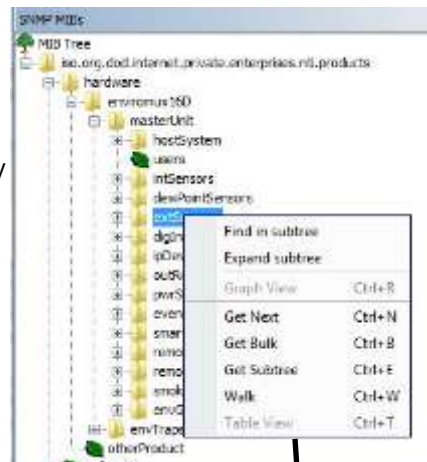 SNMP MIBs
MIB Tree
iso.org.dod.internet.private.enterprises.nti.products
hardware
enviromux16D
masterUnit
hostSystem
users
intSensors
dewPointSensors
Find in subtree
Expand subtree
Graph View Ctrl+R
Get Next Ctrl+N
Get Bulk Ctrl+B
Get Subtree Ctrl+E
Walk Ctrl+W
Table View Ctrl+T
otherProduct